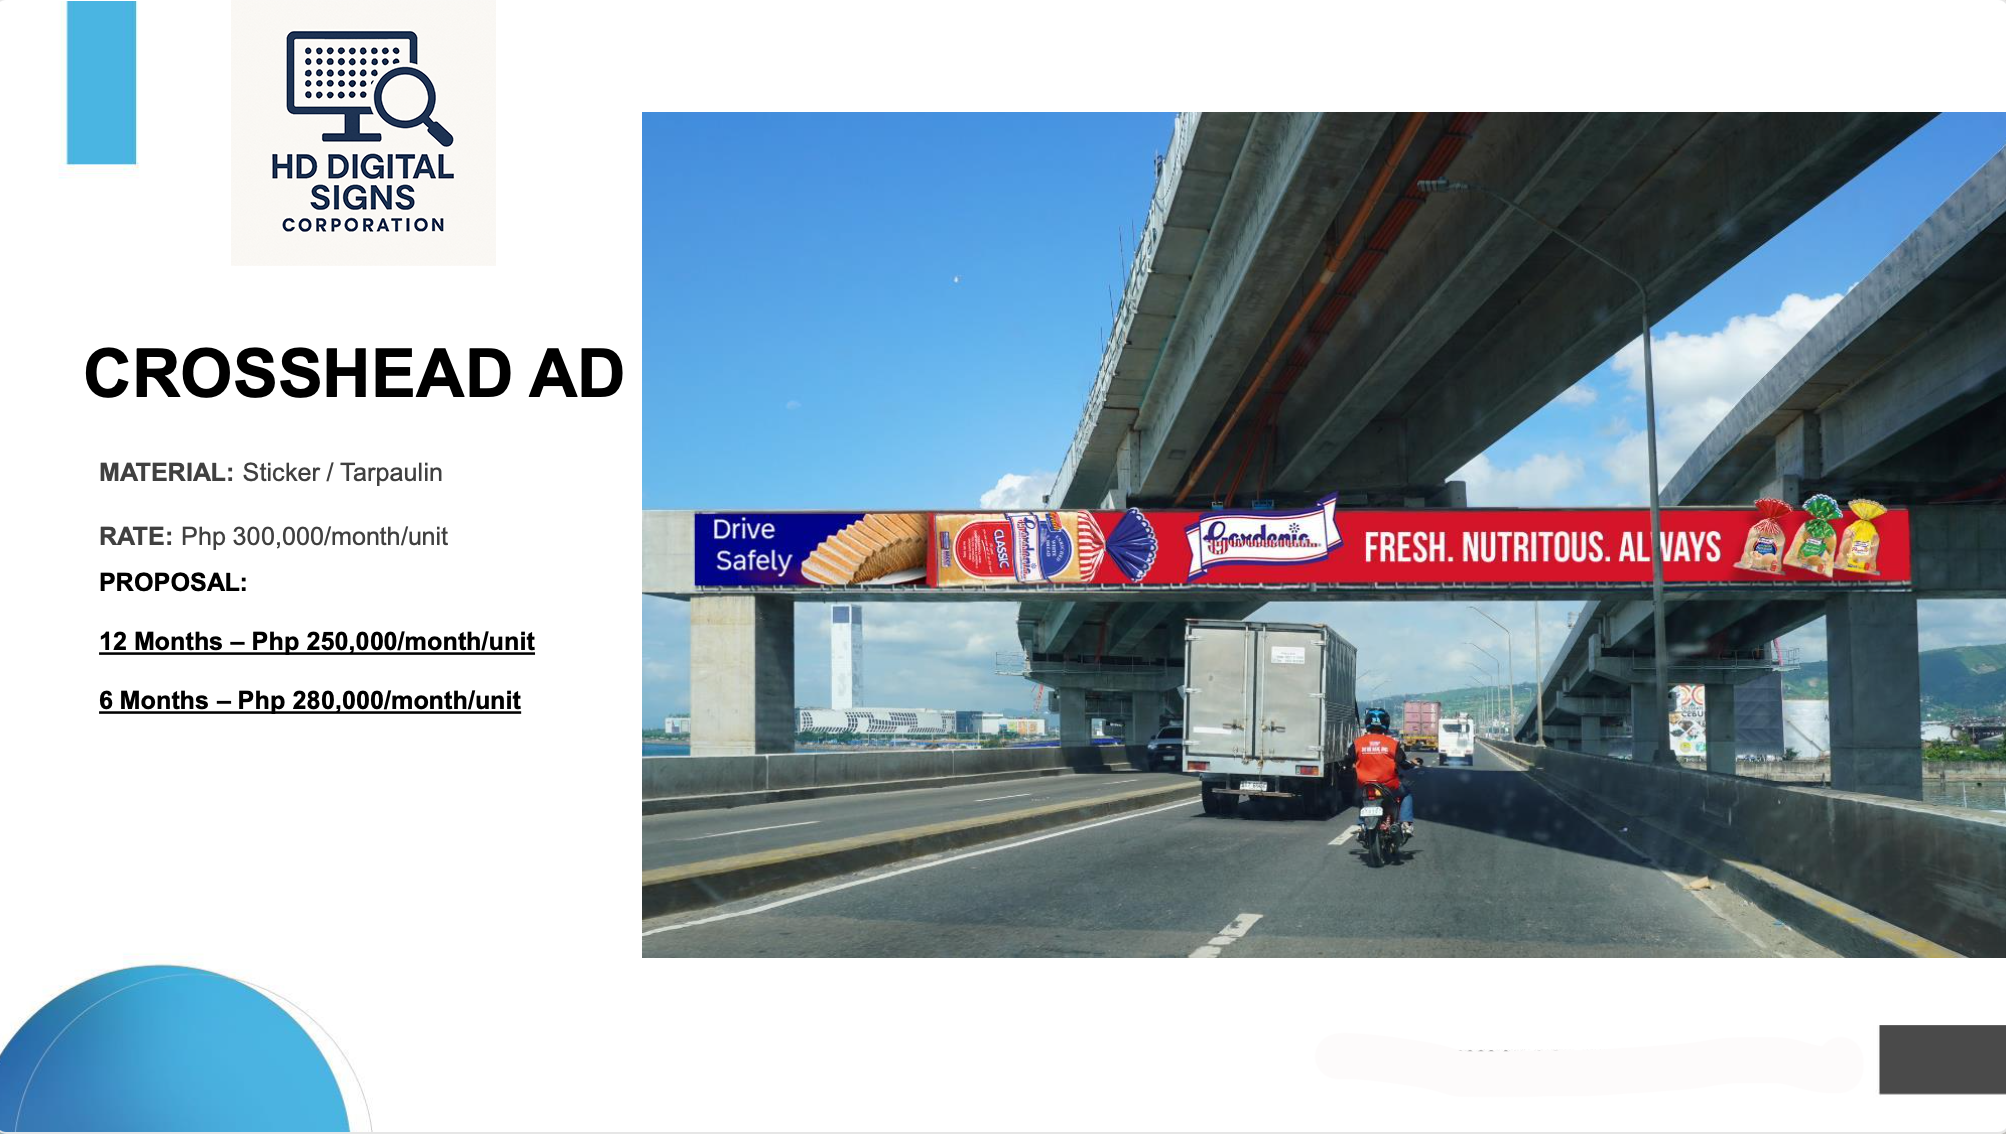 HD DIGITAL
SIGNS
CORPORATION
CROSSHEAD AD
MATERIAL: Sticker / Tarpaulin
RATE: Php 300,000/month/unit
PROPOSAL:
12 Months – Php 250,000/month/unit
6 Months – Php 280,000/month/unit
Drive
Safely
CLASSIC
Gardenia
Gardenia
FRESH. NUTRITOUS. ALWAYS